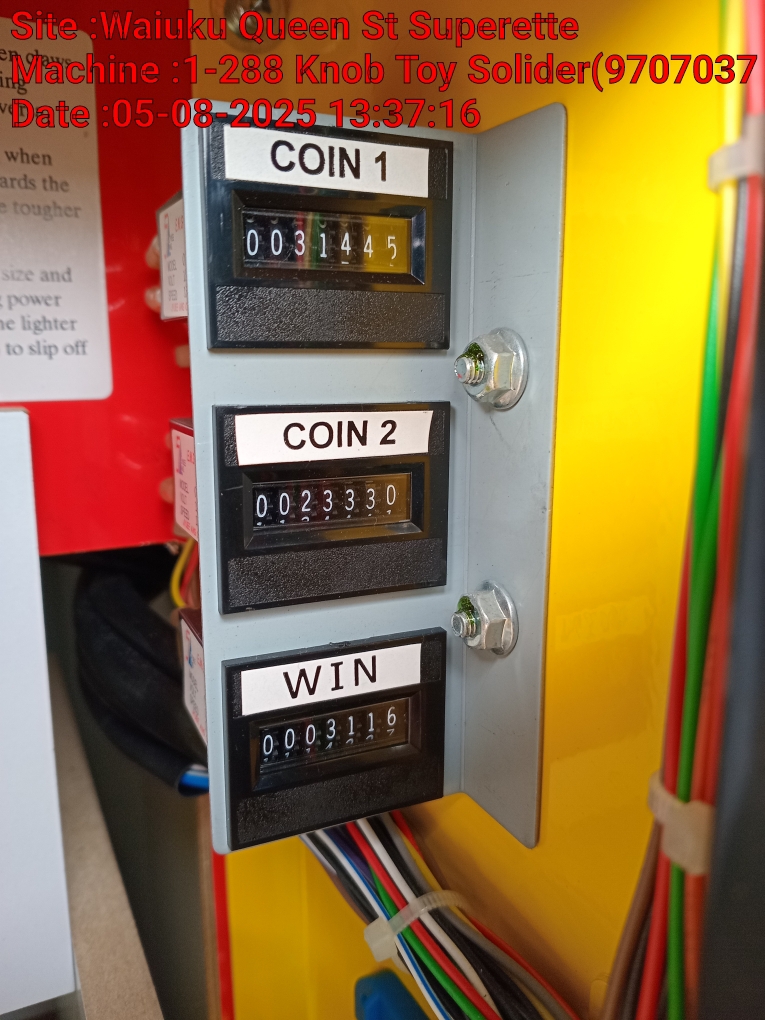 Site :Waiuku Queen St Superette
Machine :1-288 Knob Toy Solider(9707037
Date :05-08-2025 13:37:16
when
ards the
tougher
size and
power
lighter
to slip off
COIN 1
0031445
COIN 2
0023330
WIN
0003116